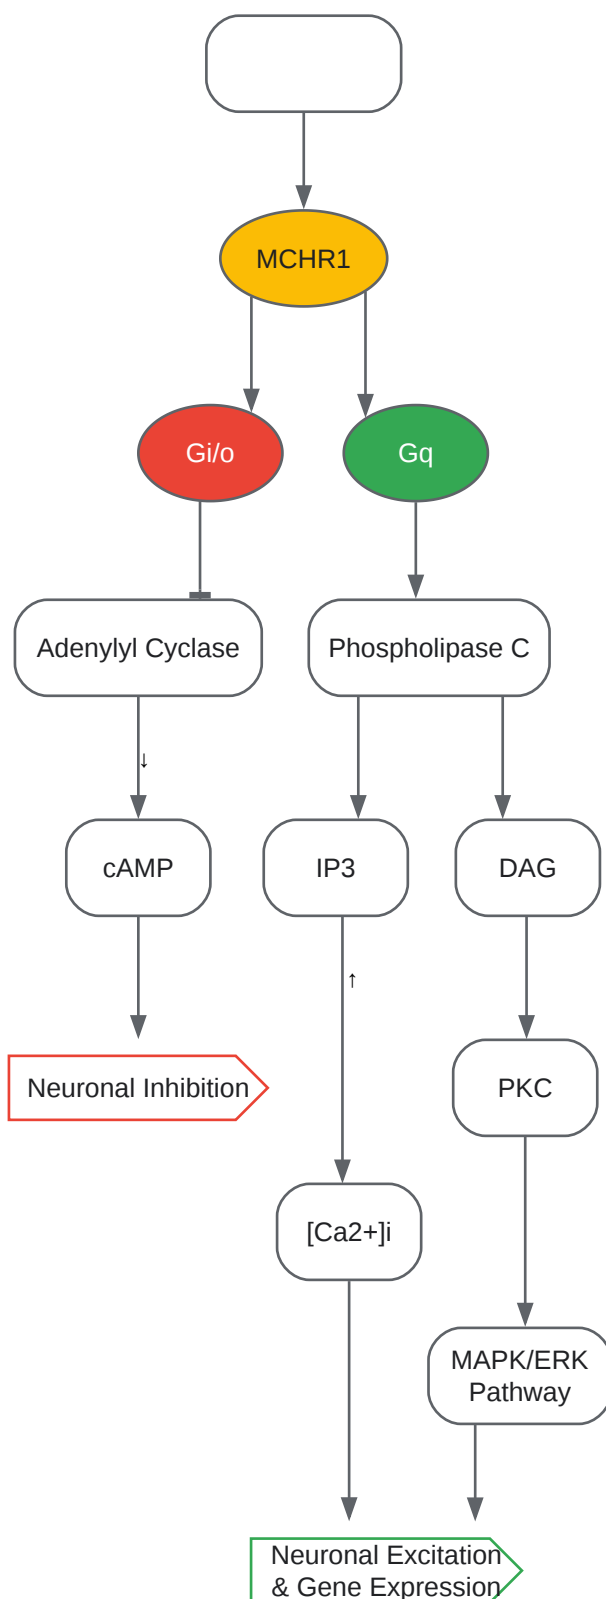 MCHR1
Gi/o
Gq
Adenylyl Cyclase
Phospholipase C
↓
cAMP
IP3
DAG
↑
Neuronal Inhibition
PKC
[Ca2+]i
MAPK/ERK
Pathway
Neuronal Excitation
& Gene Expression